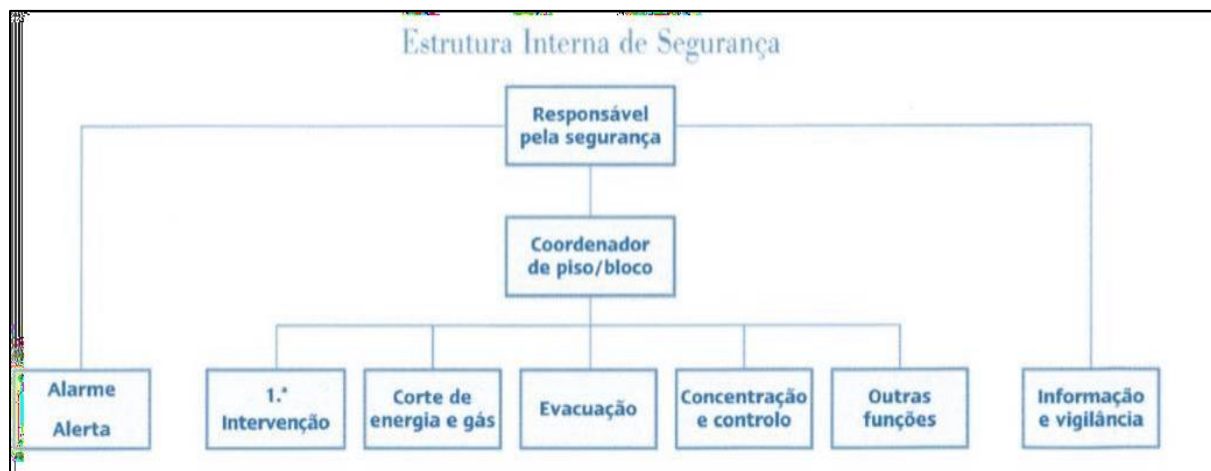 Estrutura Interna de Segurança
Responsável
pela segurança
Coordenador
de piso/bloco
Alarme
Alerta
1.ª
Intervenção
Corte de
energia e gás
Evacuação
Concentração
e controlo
Outras
funções
Informação
e vigilância